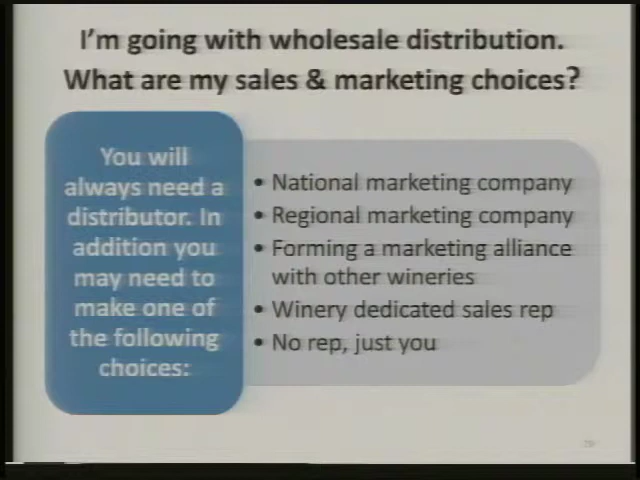 I'm going with wholesale distribution.
What are my sales & marketing choices?
You will
always need a
distributor. In
addition you
may need to
make one of
the following
choices:
• National marketing company
• Regional marketing company
• Forming a marketing alliance
with other wineries
• Winery dedicated sales rep
• No rep, just you